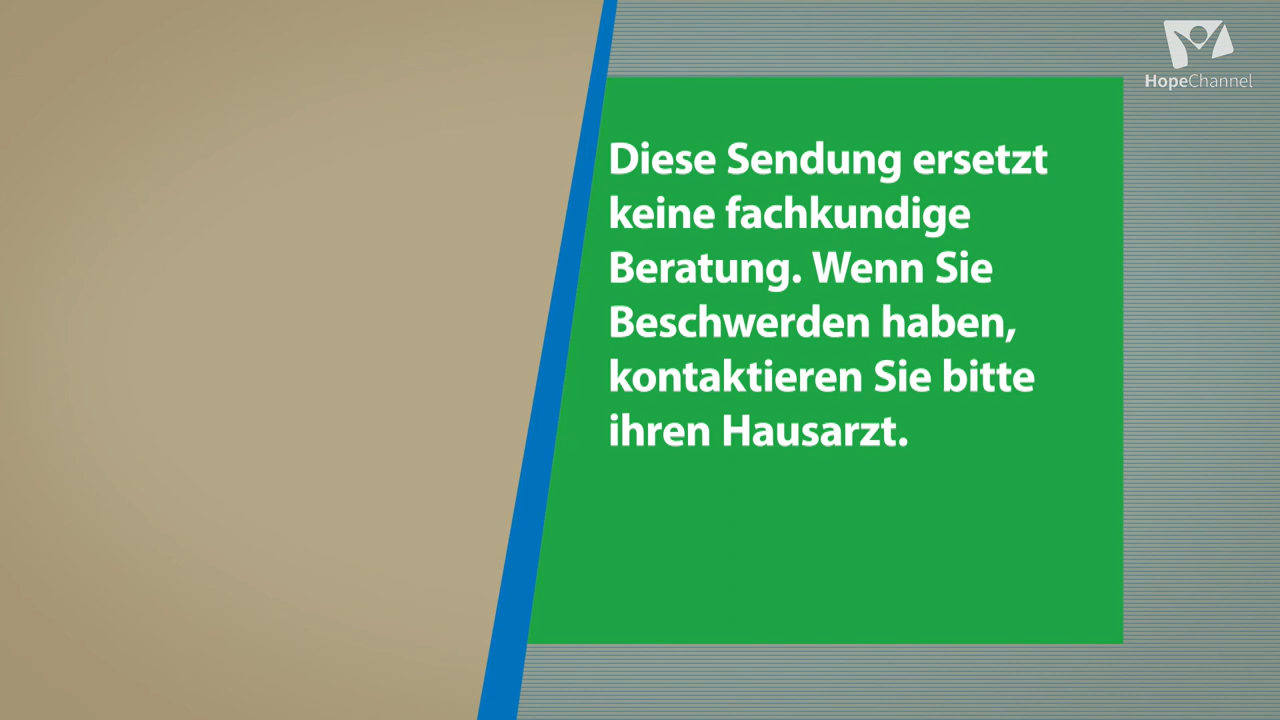 HopeChannel
Diese Sendung ersetzt
keine fachkundige
Beratung. Wenn Sie
Beschwerden haben,
kontaktieren Sie bitte
ihren Hausarzt.